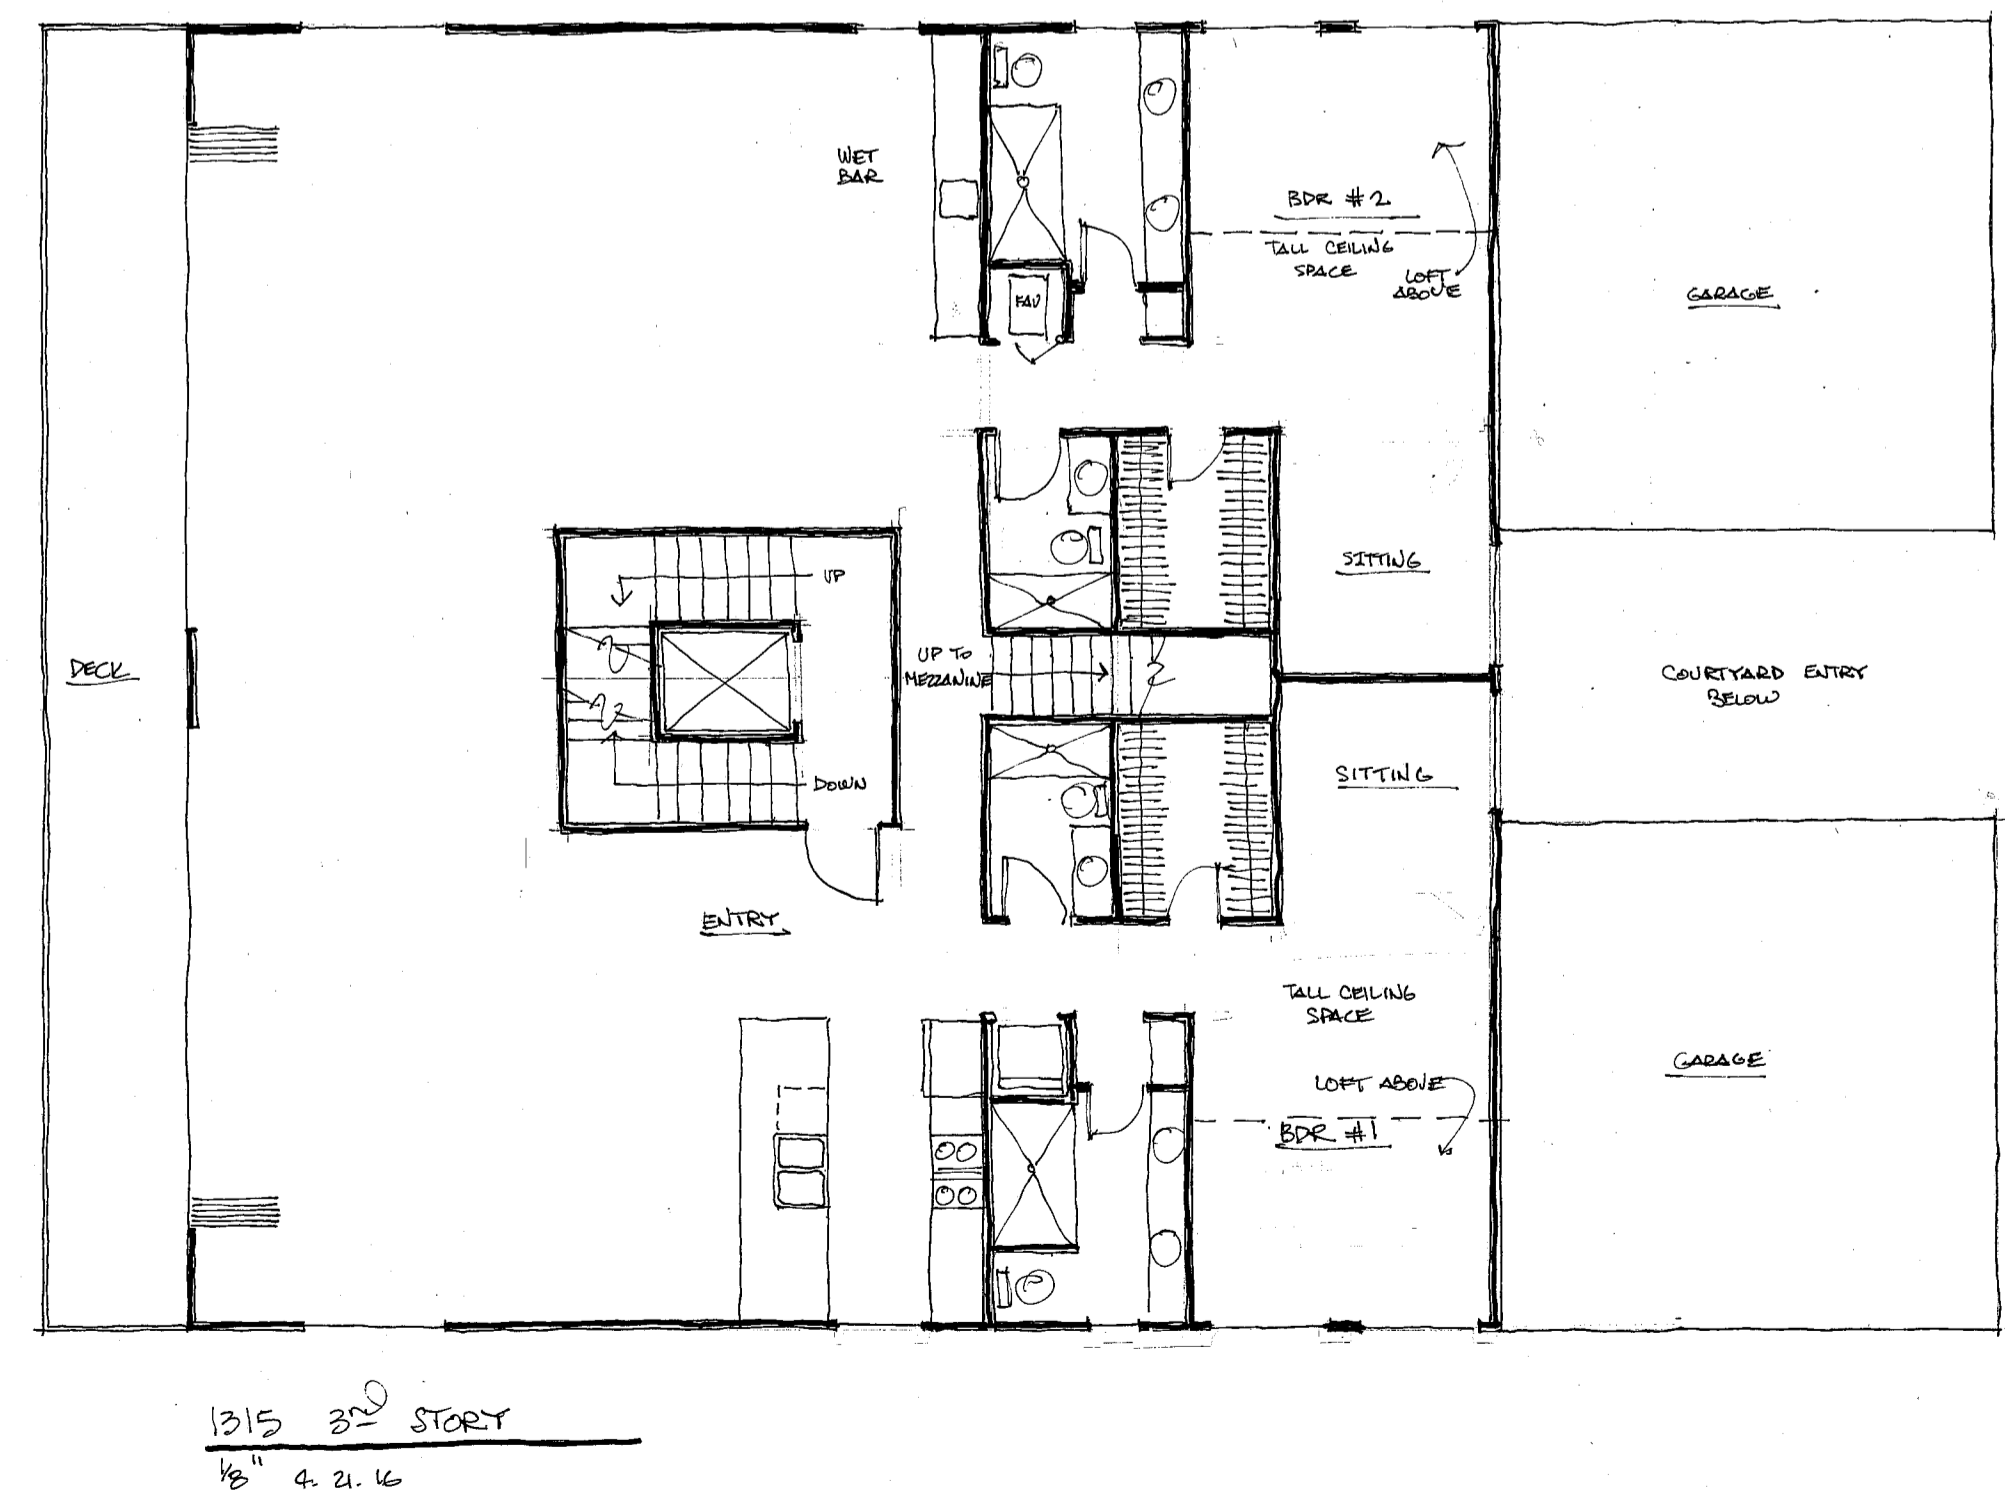 WET
BAR
BDR #2
TALL CEILING
SPACE
LOFT
ABOVE
GARAGE
FAU
UP
SITTING
DECK
UP TO
MEZZANINE
COURTYARD ENTRY
BELOW
DOWN
SITTING
ENTRY
TALL CEILING
SPACE
LOFT ABOVE
BDR #1
GARAGE
1315 3rd STORY
1/8" 4.21.16